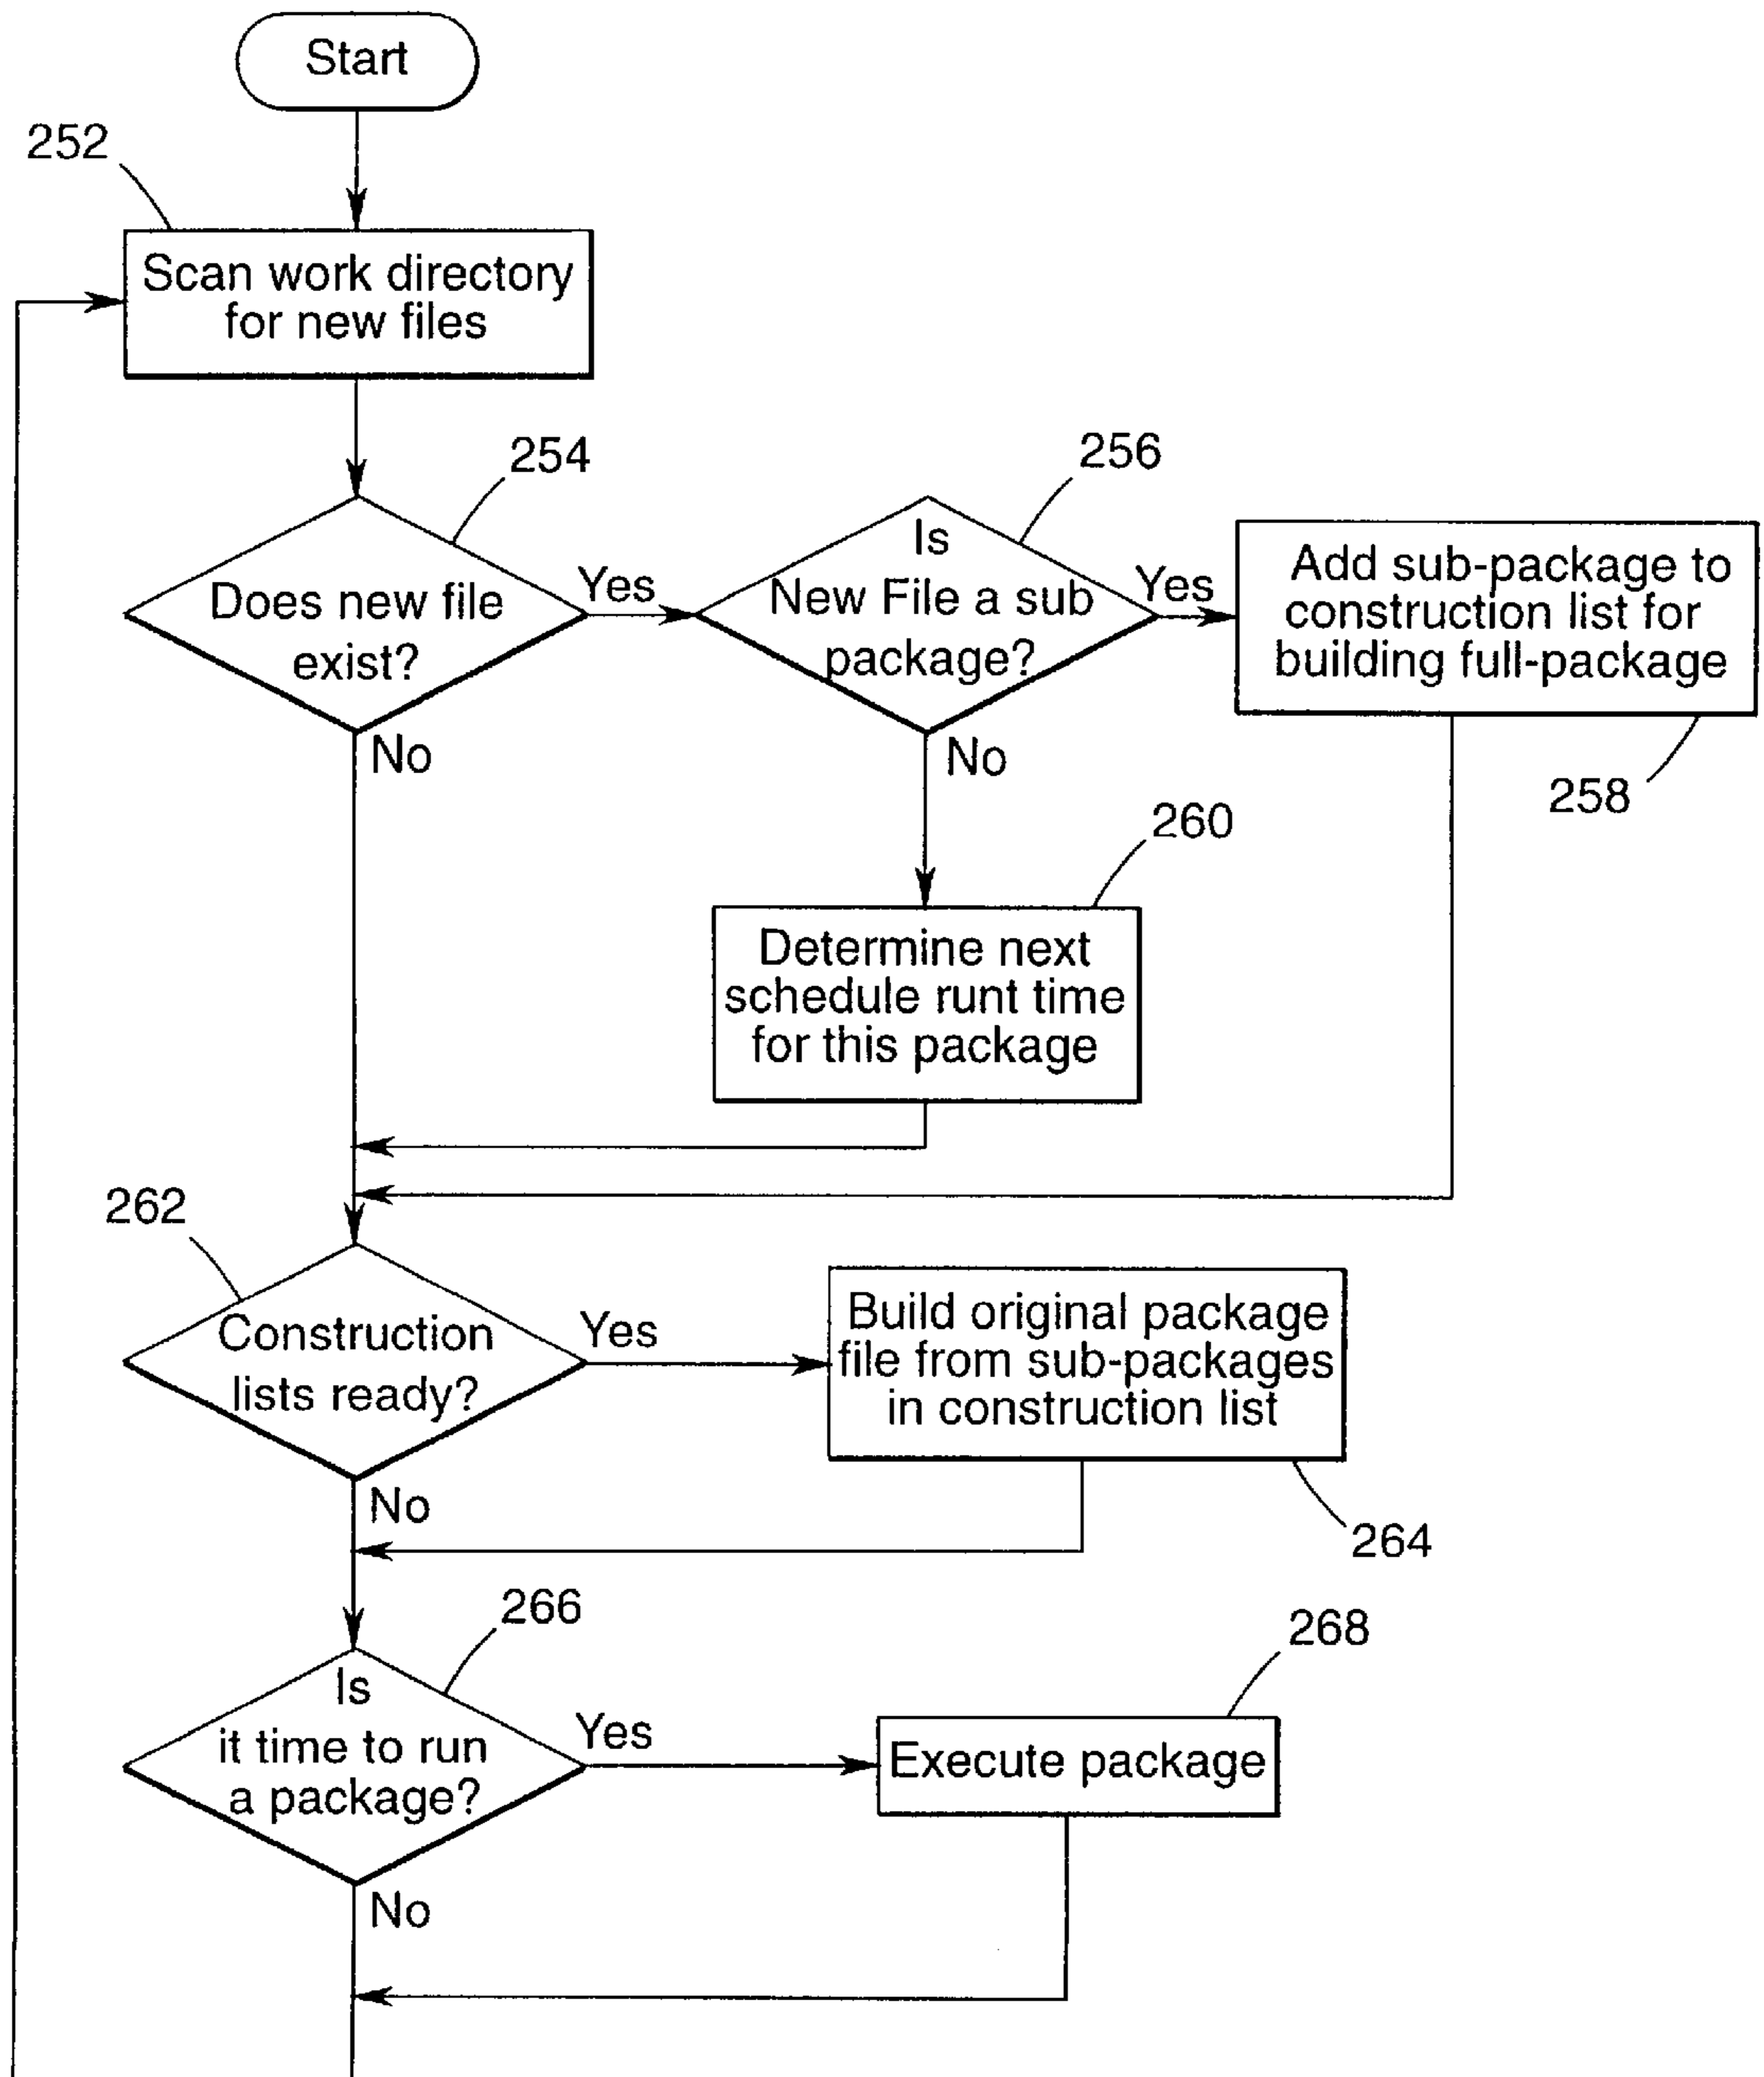 Start
252
Scan work directory
for new files
254
Does new file
exist?
Yes
No
256
Is
New File a sub
package?
Yes
No
Add sub-package to
construction list for
building full-package
258
260
Determine next
schedule runt time
for this package
262
Construction
lists ready?
Yes
No
Build original package
file from sub-packages
in construction list
264
266
Is
it time to run
a package?
Yes
No
268
Execute package